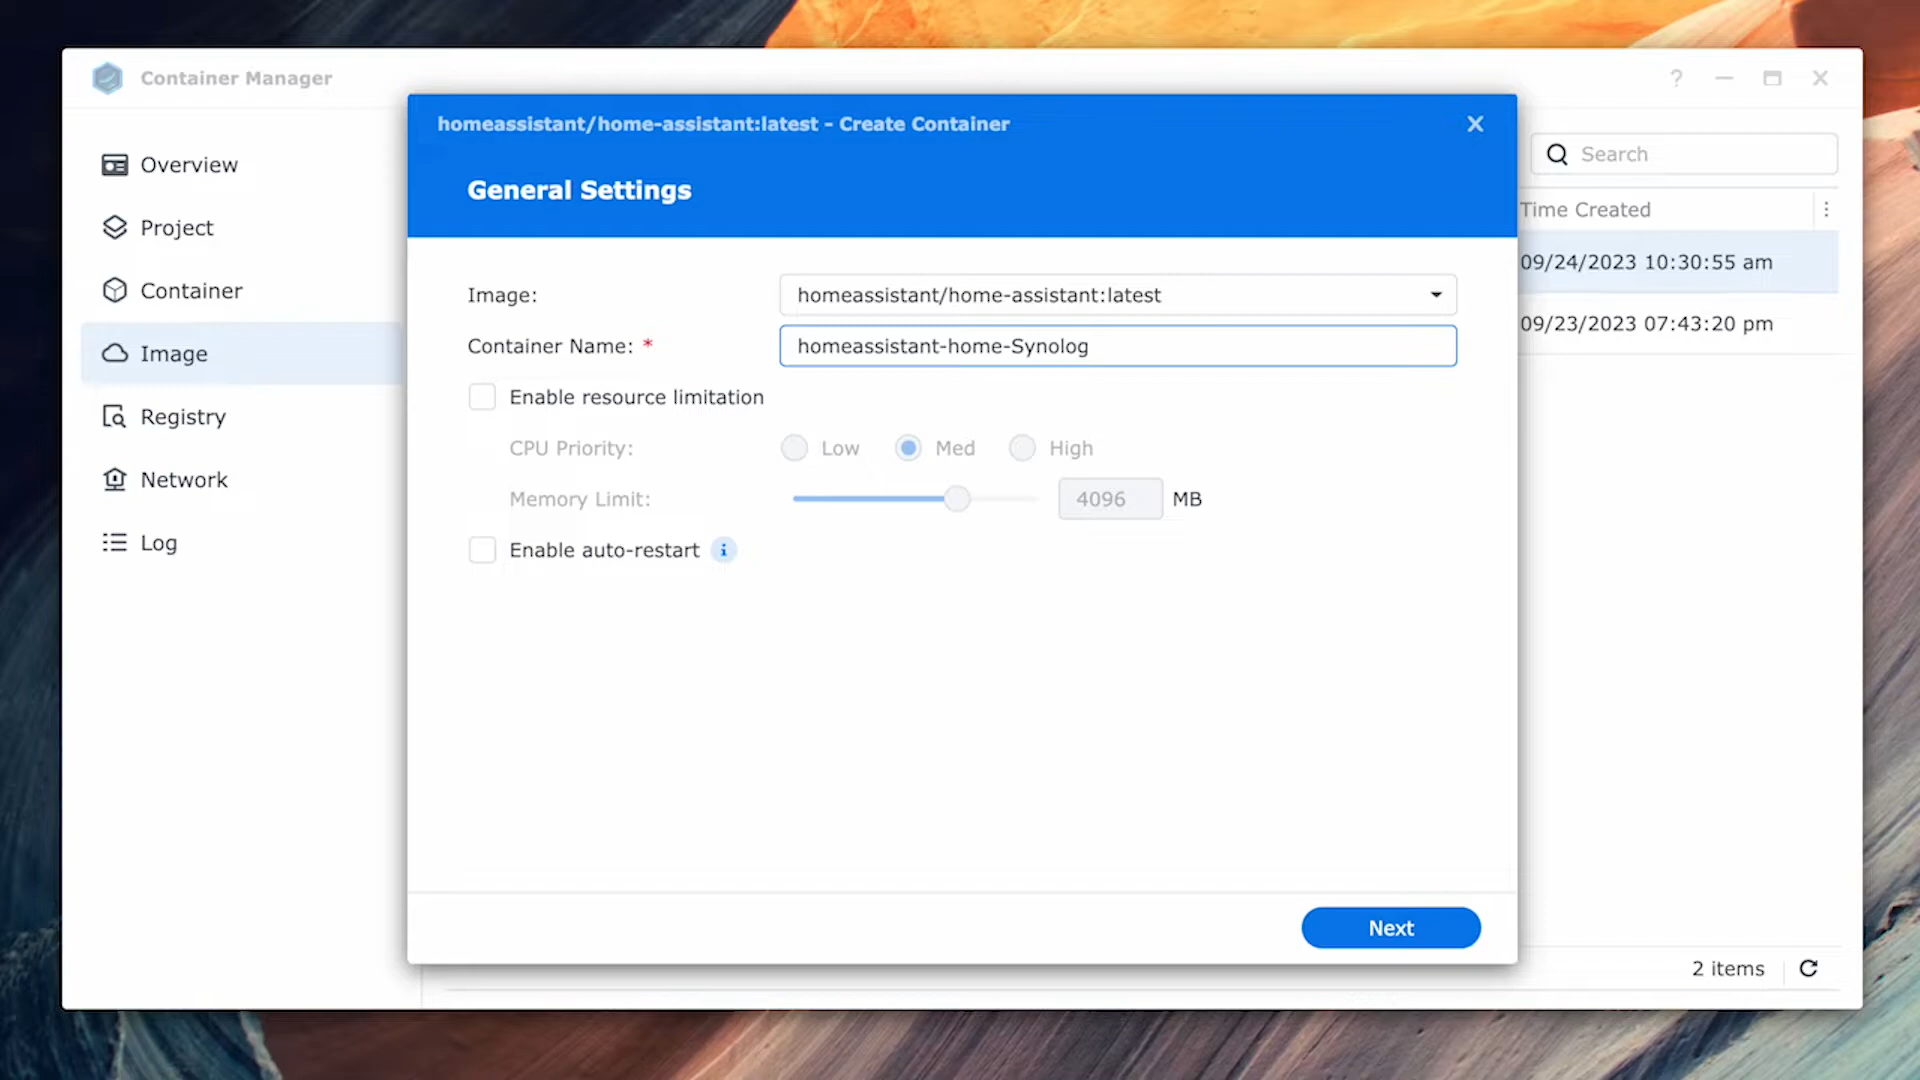 Container Manager
?
homeassistant/home-assistant:latest - Create Container
General Settings
Search
Time Created
09/24/2023 10:30:55 am
09/23/2023 07:43:20 pm
Overview
Project
Container
Image
Registry
Network
Log
Image: homeassistant/home-assistant:latest
Container Name: * homeassistant-home-Synolog
Enable resource limitation
CPU Priority: Low Med High
Memory Limit: 4096 MB
Enable auto-restart i
Next
2 items